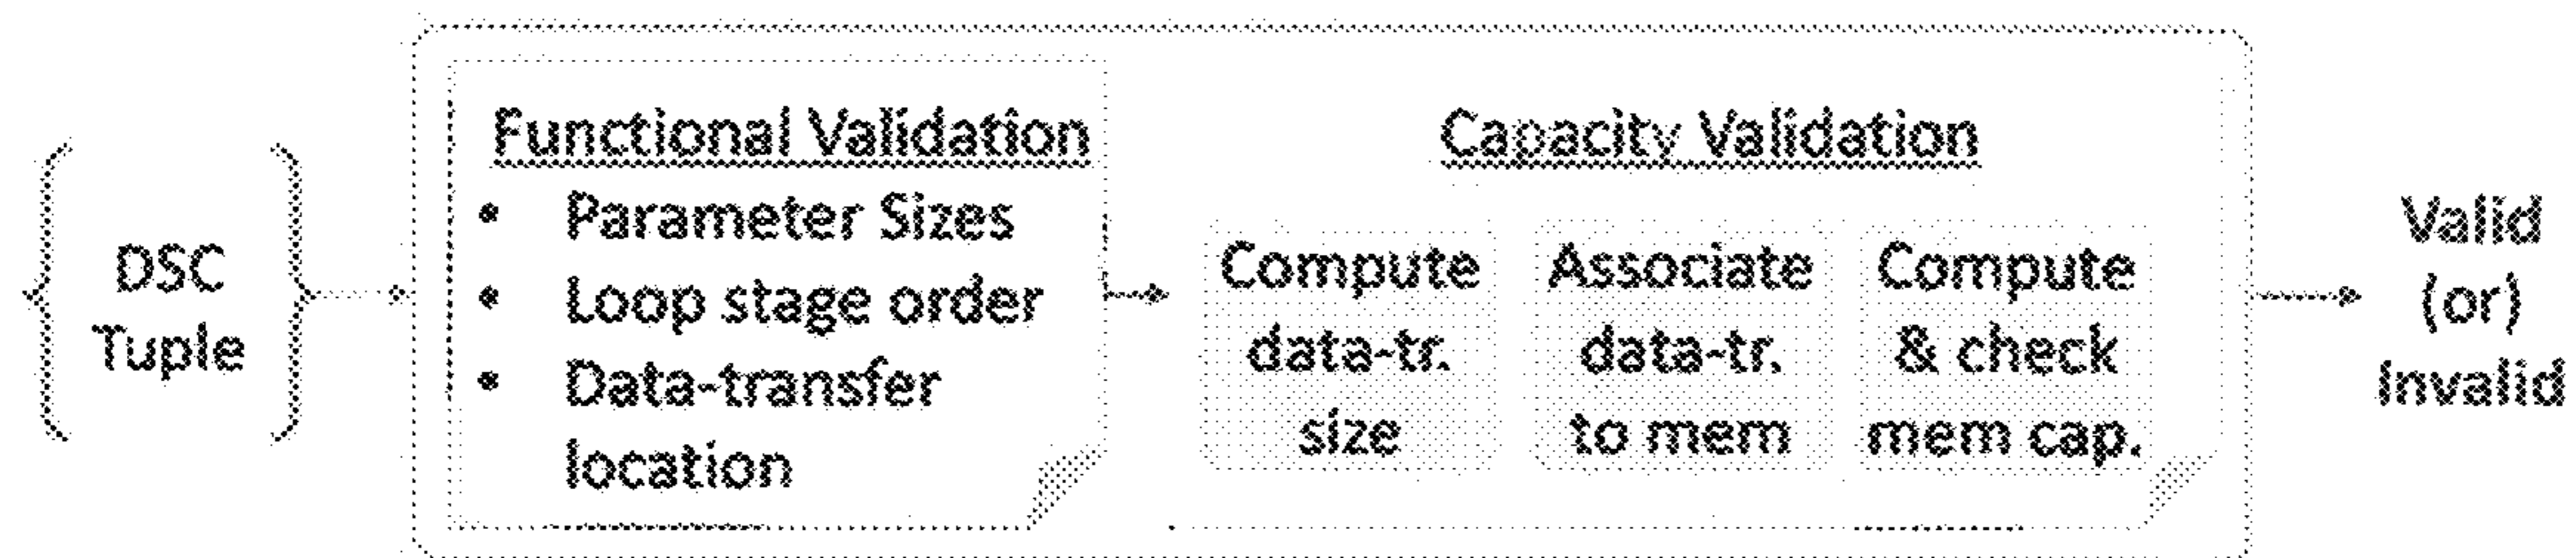 DSC
Tuple
Functional Validation
• Parameter Sizes
• Loop stage order
• Data-transfer
location
Capacity Validation
Compute
data-tr.
size
Associate
data-tr.
to mem
Compute
& check
mem cap.
Valid
(or)
Invalid